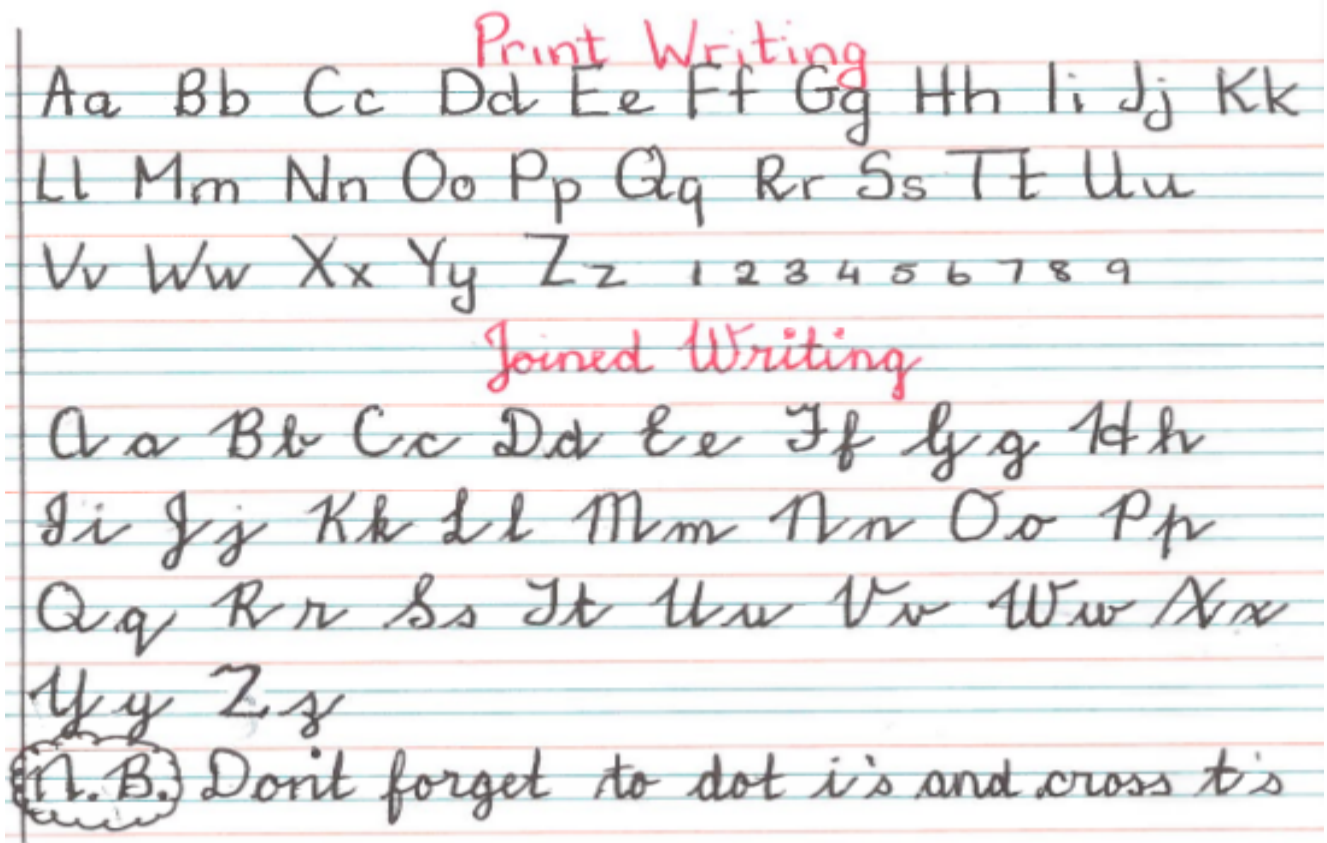 Print Writing
Aa Bb Cc Dd Ee Ff Gg Hh Ii Jj Kk
Ll Mm Nn Oo Pp Qq Rr Ss Tt Uu
Vv Ww Xx Yy Zz 1 2 3 4 5 6 7 8 9
Joined Writing
A a Bb Cc Dd Ee Ff Gg Hh
Ii Jj Kk Ll Mm Nn Oo Pp
Qq Rr Ss Tt Uu Vv Ww Xx
Yy Zz
N.B. Don't forget to dot i's and cross t's